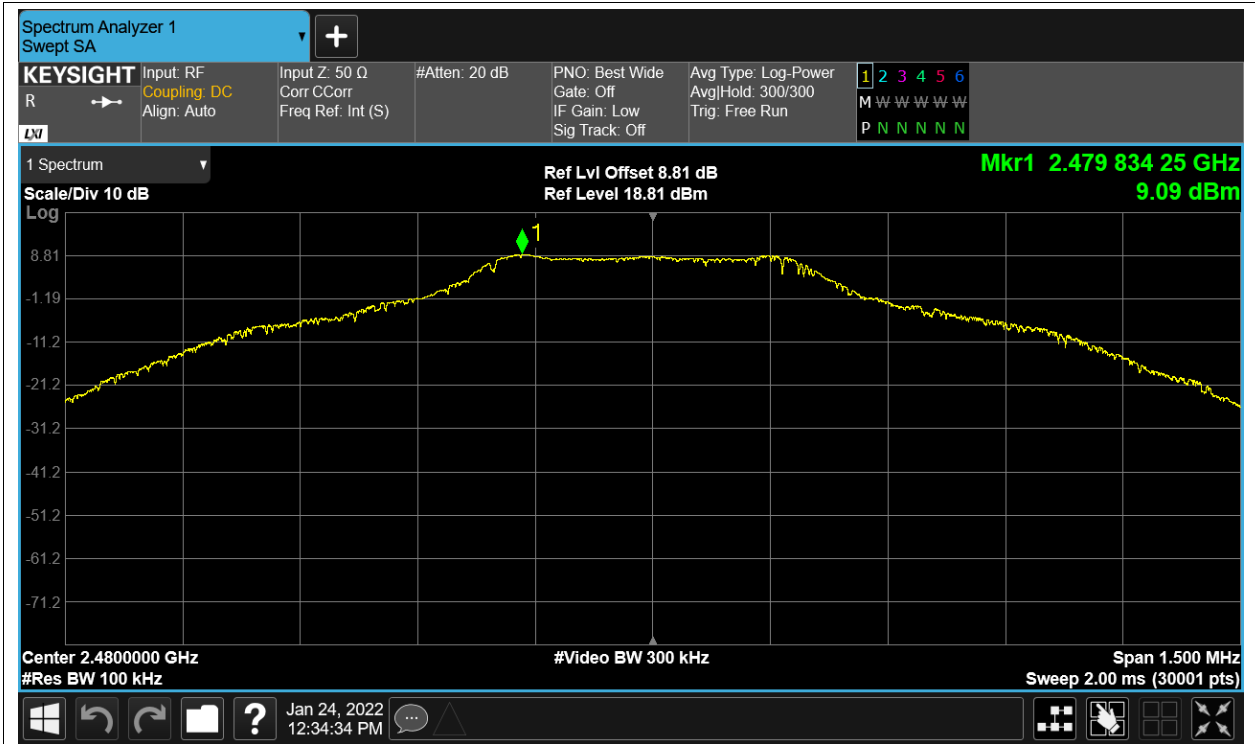 Spectrum Analyzer 1
Swept SA
KEYSIGHT
R
LXI
Input: RF
Coupling: DC
Align: Auto
Input Z: 50 Ω
Corr CCorr
Freq Ref: Int (S)
#Atten: 20 dB
PNO: Best Wide
Gate: Off
IF Gain: Low
Sig Track: Off
Avg Type: Log-Power
Avg|Hold: 300/300
Trig: Free Run
1 2 3 4 5 6
M W W W W W
P N N N N N
1 Spectrum
Scale/Div 10 dB
Log
Ref Lvl Offset 8.81 dB
Ref Level 18.81 dBm
Mkr1 2.479 834 25 GHz
9.09 dBm
1
8.81
-1.19
-11.2
-21.2
-31.2
-41.2
-51.2
-61.2
-71.2
Center 2.4800000 GHz
#Res BW 100 kHz
#Video BW 300 kHz
Span 1.500 MHz
Sweep 2.00 ms (30001 pts)
?
Jan 24, 2022
12:34:34 PM